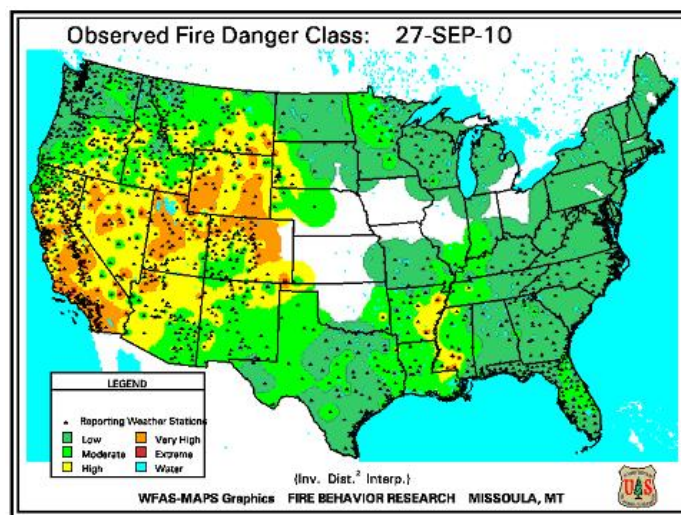 Observed Fire Danger Class: 27-SEP-10
LEGEND
Reporting Weather Stations
Low
Very High
Moderate
Extreme
High
Water
(Inv. Dist.² Interp.)
WFAS-MAPS Graphics FIRE BEHAVIOR RESEARCH MISSOULA, MT
UAS